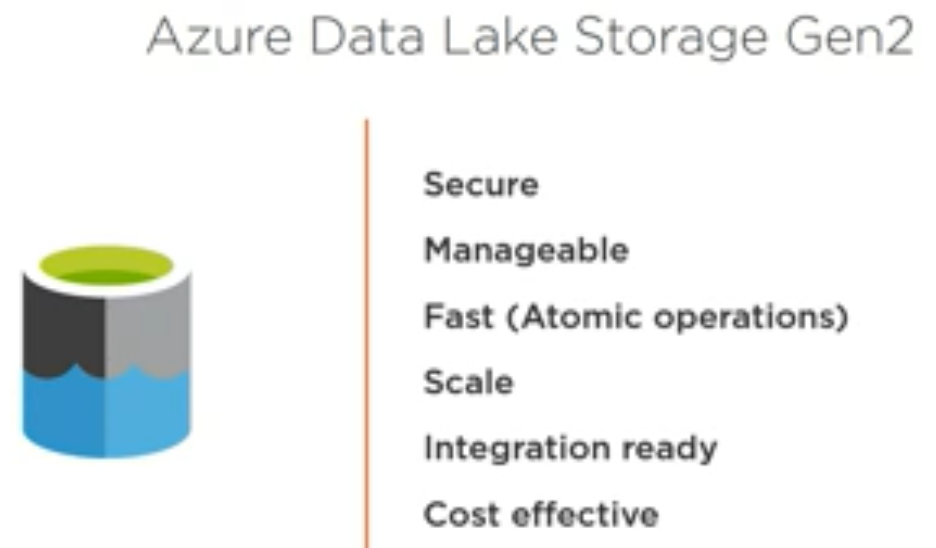 Azure Data Lake Storage Gen2
Secure
Manageable
Fast (Atomic operations)
Scale
Integration ready
Cost effective